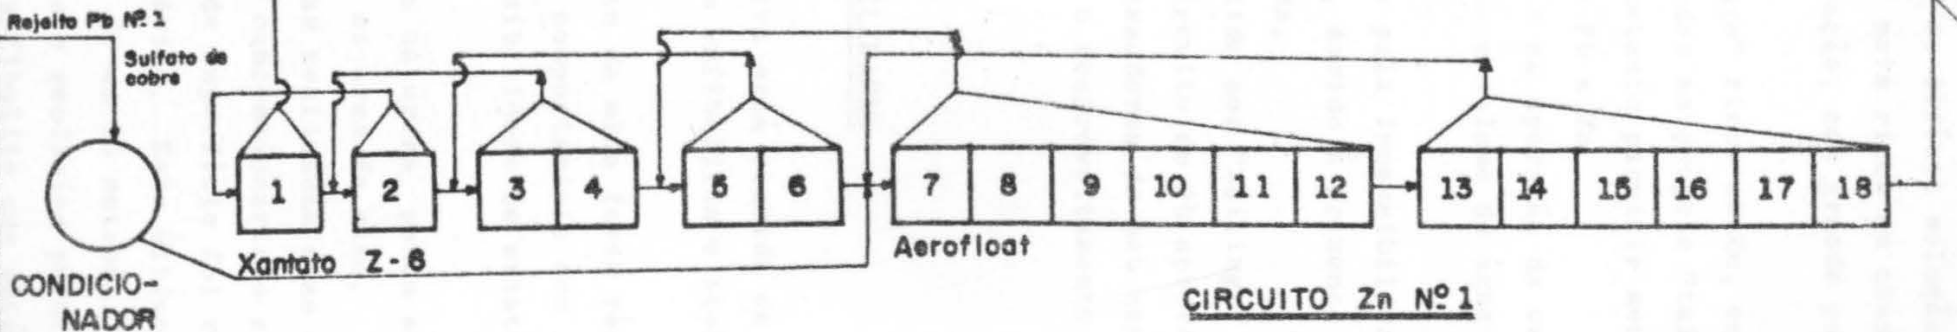 Rejeito Pb Nº.1
Sulfato de
cobre
1
2
3
4
5
6
7
8
9
10
11
12
13
14
15
16
17
18
Xantato Z-6
Aerofloat
CONDICIO-
NADOR
CIRCUITO Zn Nº.1